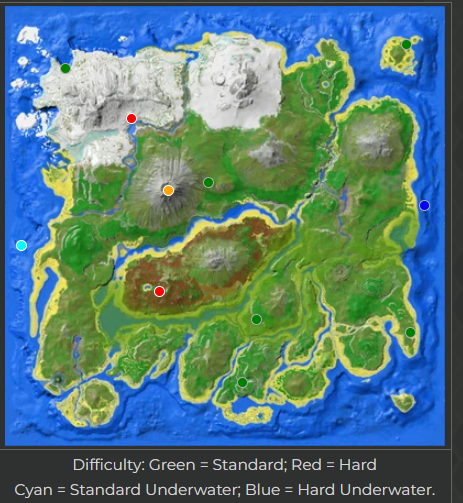 Difficulty: Green = Standard; Red = Hard
Cyan = Standard Underwater; Blue = Hard Underwater.